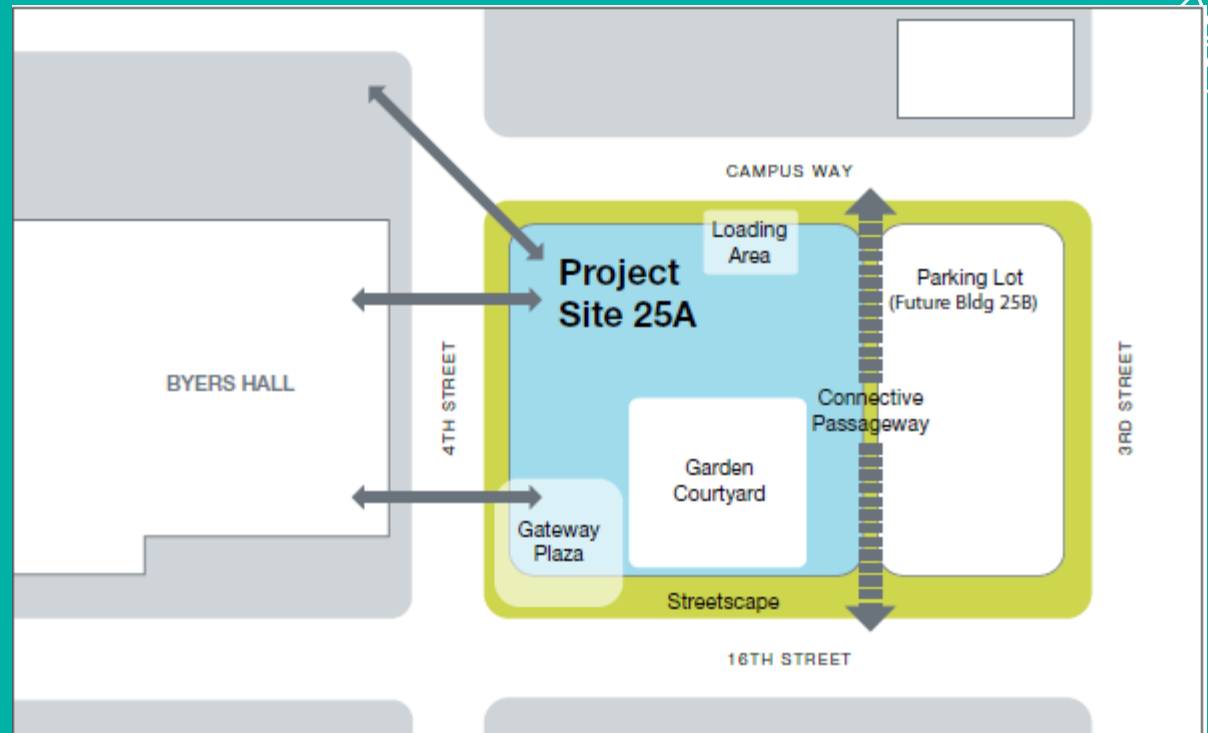 CAMPUS WAY
Loading
Area
Project
Site 25A
Parking Lot
(Future Bldg 25B)
BYERS HALL
4TH STREET
Connective
Passageway
3RD STREET
Garden
Courtyard
Gateway
Plaza
Streetscape
16TH STREET